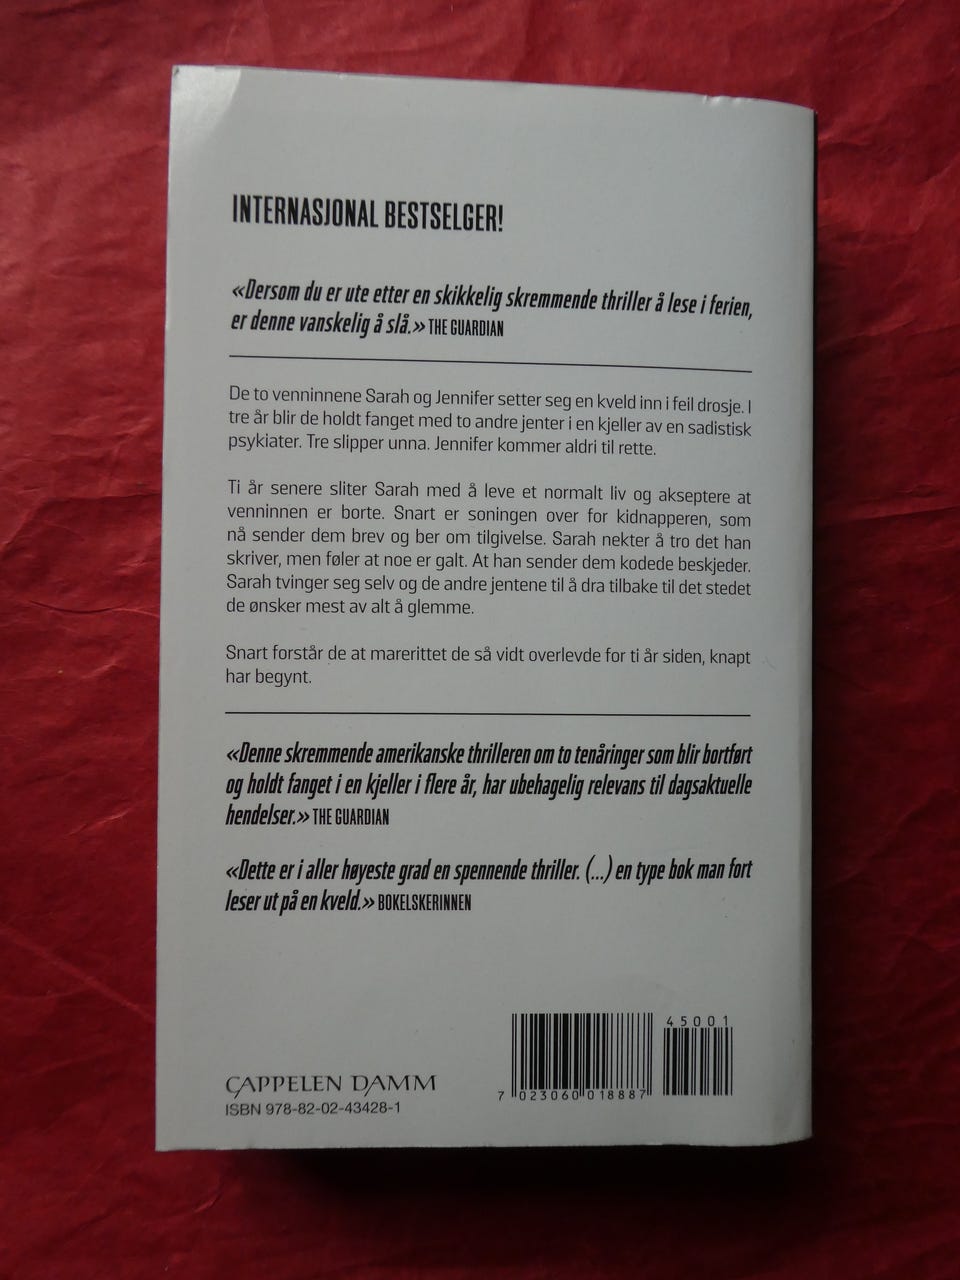 INTERNASJONAL BESTSELGER!
«Dersom du er ute etter en skikkelig skremmende thriller å lese i ferien,
er denne vanskelig å slå.» THE GUARDIAN
De to venninnene Sarah og Jennifer setter seg en kveld inn i feil drosje. I
tre år blir de holdt fanget med to andre jenter i en kjeller av en sadistisk
psykiater. Tre slipper unna. Jennifer kommer aldri til rette.
Ti år senere sliter Sarah med å leve et normalt liv og akseptere at
venninnen er borte. Snart er soningen over for kidnapperen, som
nå sender dem brev og ber om tilgivelse. Sarah nekter å tro det han
skriver, men føler at noe er galt. At han sender dem kodede beskjeder.
Sarah tvinger seg selv og de andre jentene til å dra tilbake til det stedet
de ønsker mest av alt å glemme.
Snart forstår de at marerittet de så vidt overlevde for ti år siden, knapt
har begynt.
«Denne skremmende amerikanske thrilleren om to tenåringer som blir bortført
og holdt fanget i en kjeller i flere år, har ubehagelig relevans til dagsaktuelle
hendelser.» THE GUARDIAN
«Dette er i aller høyeste grad en spennende thriller. (...) en type bok man fort
leser ut på en kveld.» BOKELSKERINNEN
45001
CAPPELEN DAMM
ISBN 978-82-02-43428-1
7 023060 018887